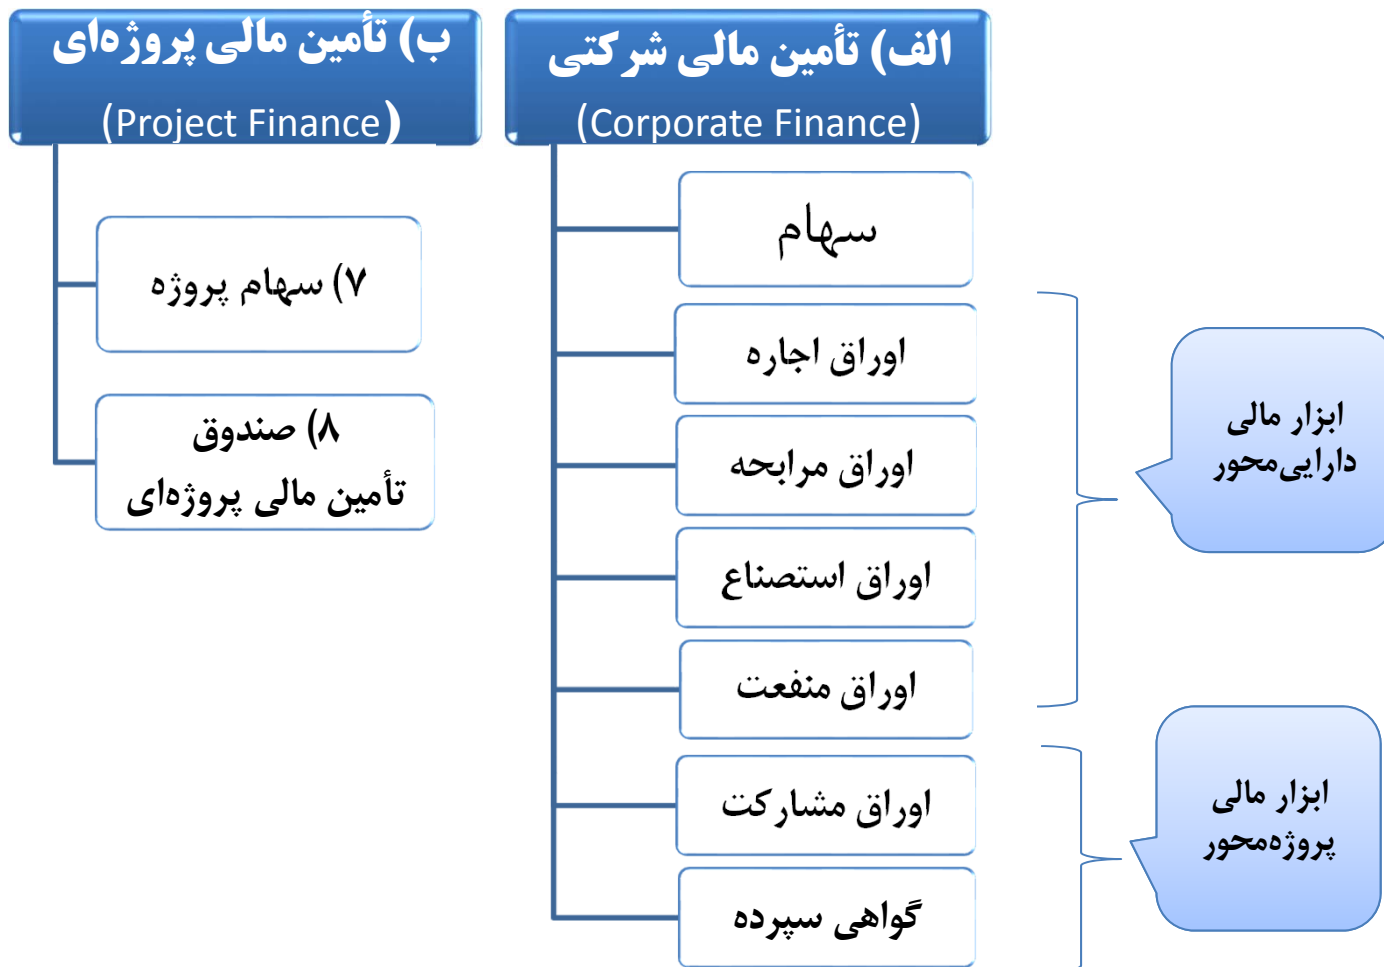 الف) تأمین مالی شرکتی
(Corporate Finance)
سهام
اوراق اجاره
اوراق مرابحه
اوراق استصناع
اوراق منفعت
اوراق مشارکت
گواهی سپرده
ابزار مالی
دارایی‌محور
ابزار مالی
پروژه‌محور
ب) تأمین مالی پروژه‌ای
(Project Finance)
۷) سهام پروژه
۸) صندوق
تأمین مالی پروژه‌ای